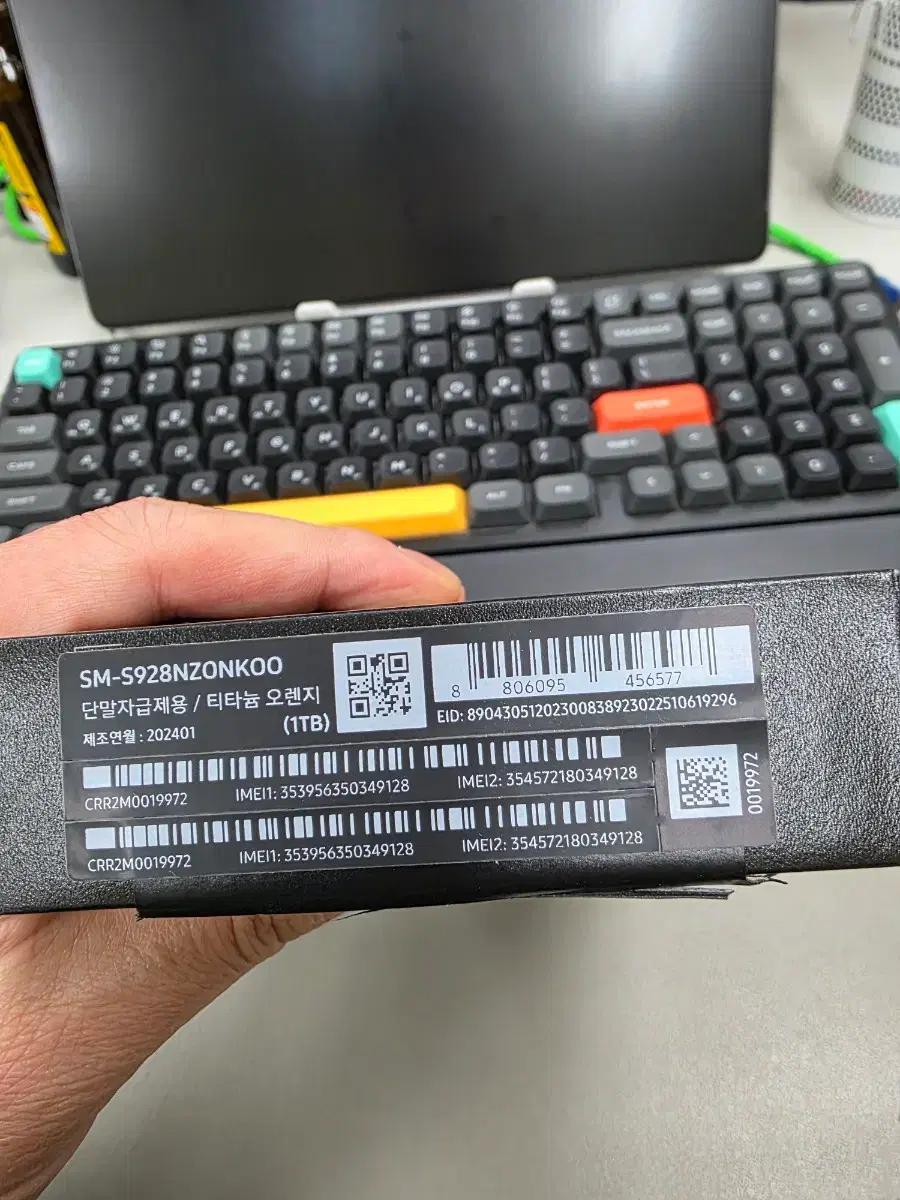 SM-S928NZONKOO
단말자급제용 / 티타늄 오렌지
(1TB)
제조연월 : 202401
8 806095 456577
EID: 89043051202300838923022510619296
CRR2M0019972 IMEI1: 353956350349128 IMEI2: 354572180349128
CRR2M0019972 IMEI1: 353956350349128 IMEI2: 354572180349128
0019972